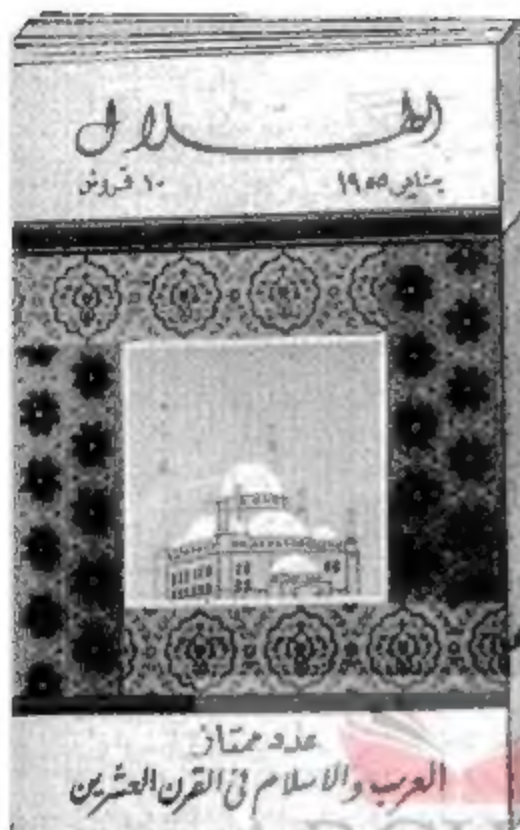 الهلال
يناير ١٩٥٥ ١٠ قروش
عدد ممتاز
العرب والاسلام في القرن العشرين